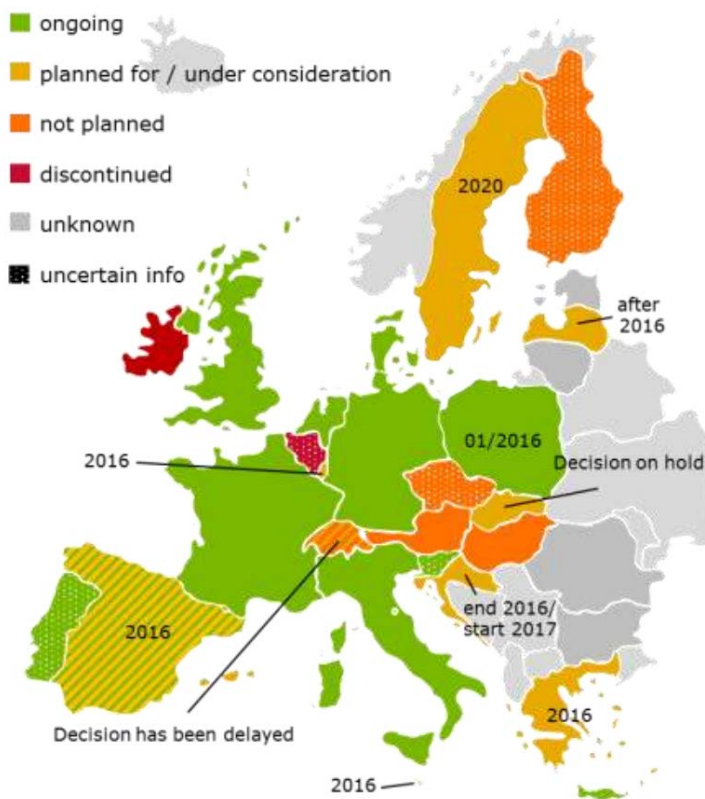 ongoing
planned for / under consideration
not planned
discontinued
unknown
uncertain info
2020
after
2016
01/2016
2016
Decision on hold
end 2016/
start 2017
2016
Decision has been delayed
2016
2016